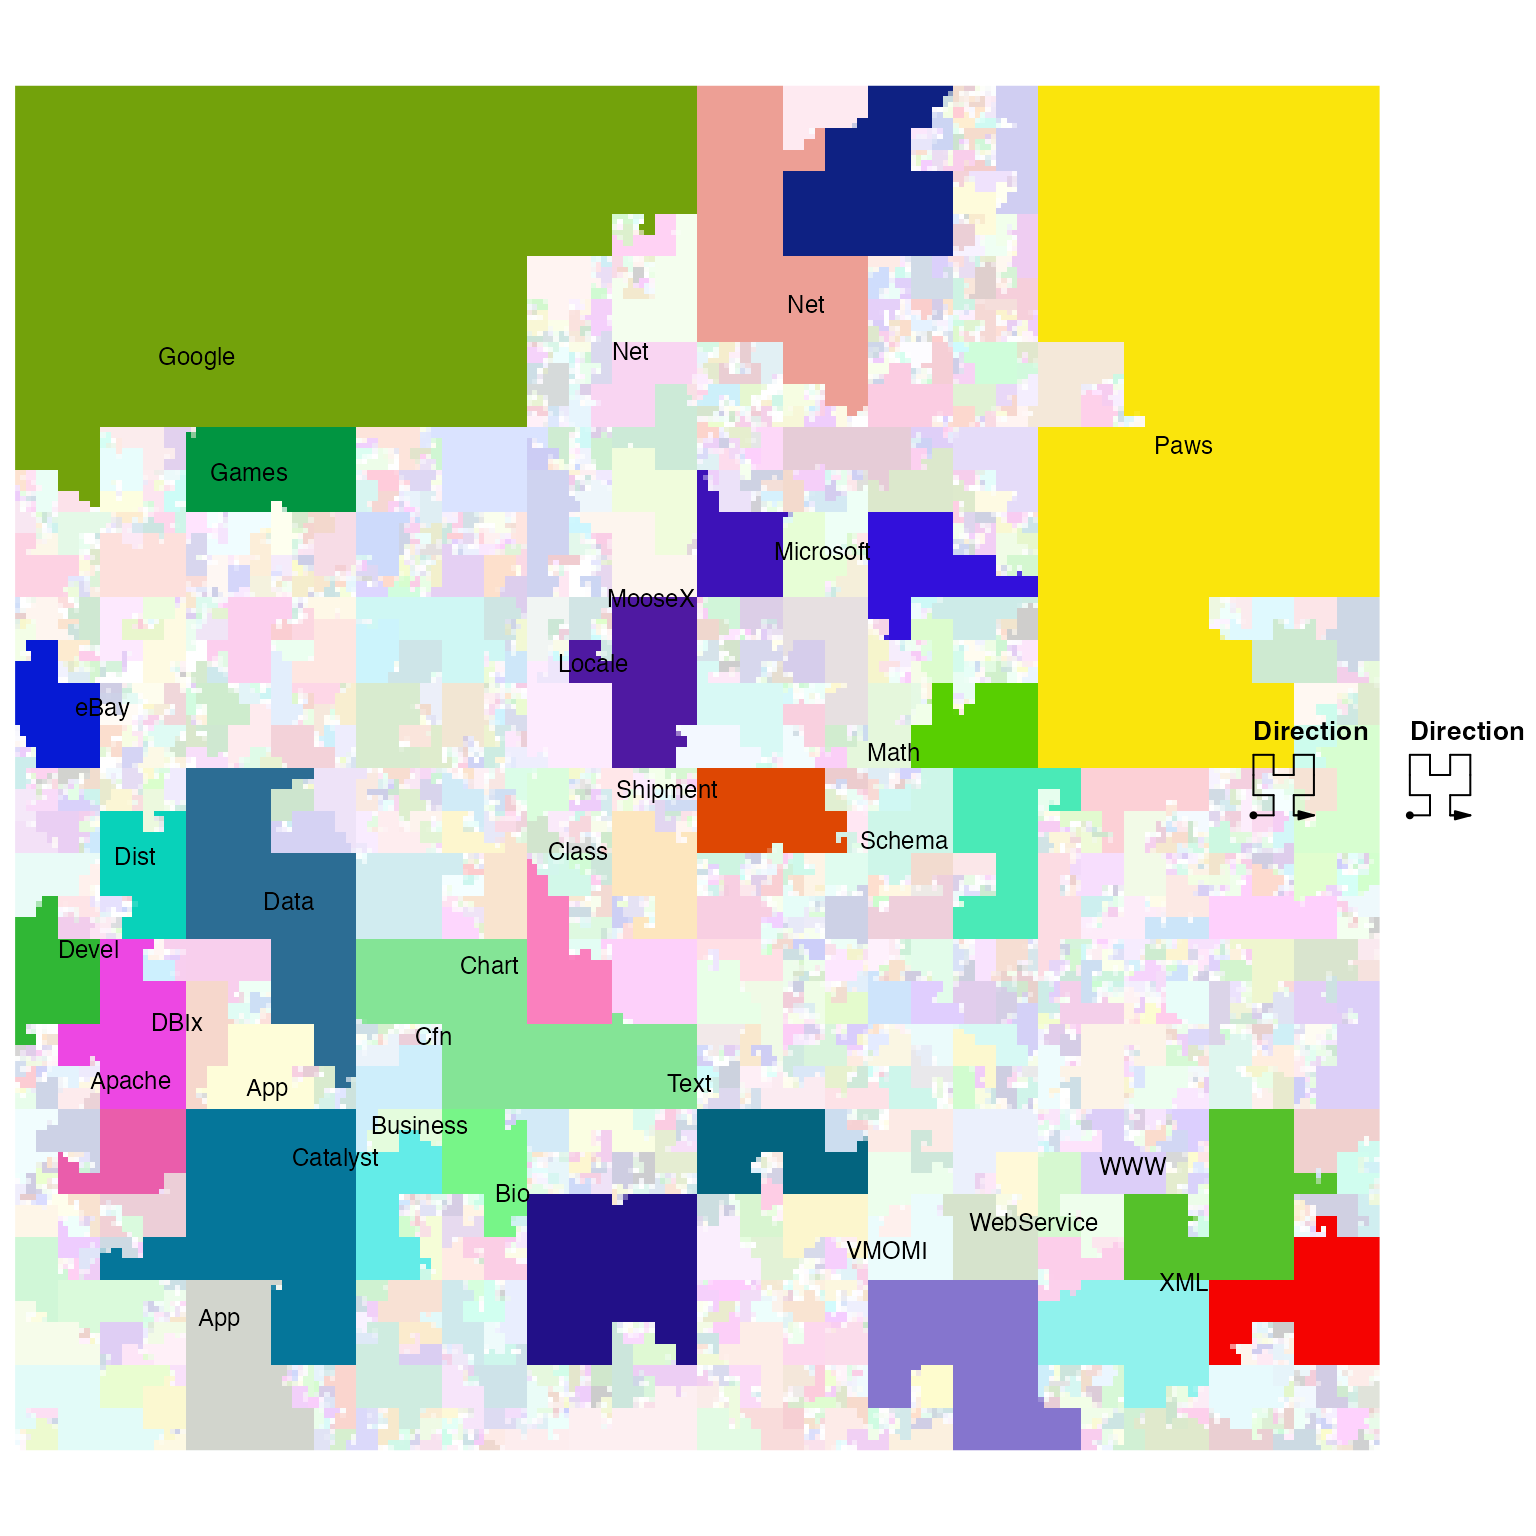 Net
Net
Google
Paws
Games
Microsoft
MooseX
Locale
eBay
Direction
Direction
Math
Shipment
Schema
Class
Dist
Data
Devel
Chart
DBIx
Cfn
Apache
App
Text
Business
Catalyst
WWW
Bio
WebService
VMOMI
XML
App